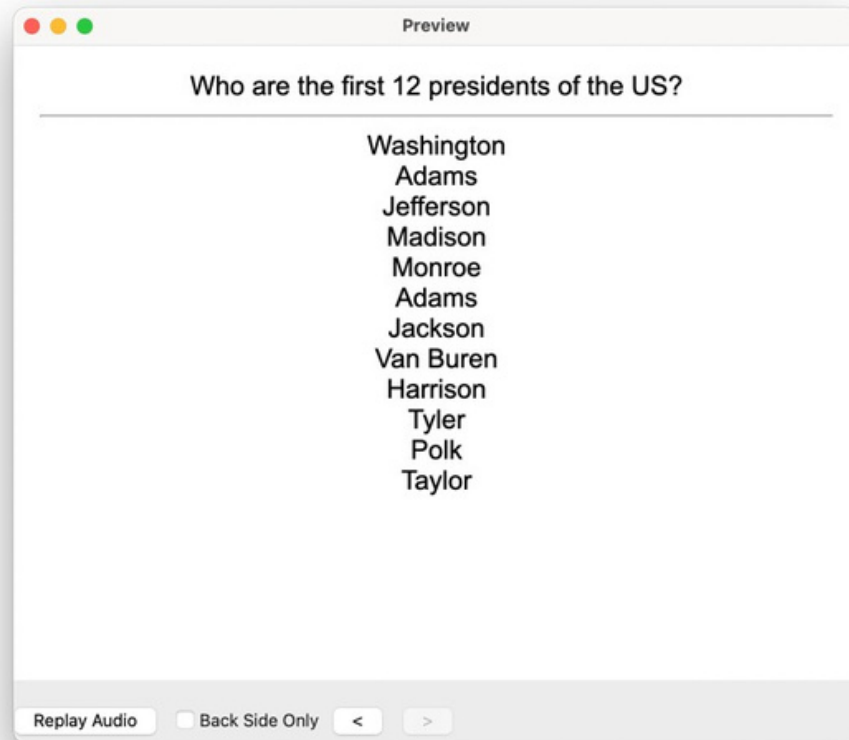 Preview
Who are the first 12 presidents of the US?
Washington
Adams
Jefferson
Madison
Monroe
Adams
Jackson
Van Buren
Harrison
Tyler
Polk
Taylor
Replay Audio Back Side Only < >